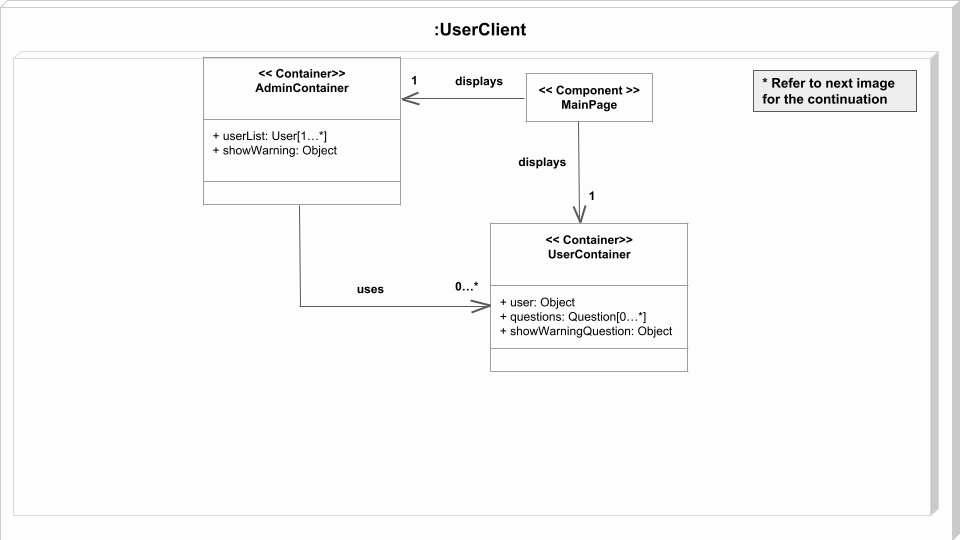 :UserClient
<< Container>>
AdminContainer
+ userList: User[1…*]
+ showWarning: Object
1
displays
<< Component >>
MainPage
* Refer to next image
for the continuation
displays
1
<< Container>>
UserContainer
+ user: Object
+ questions: Question[0…*]
+ showWarningQuestion: Object
uses
0…*